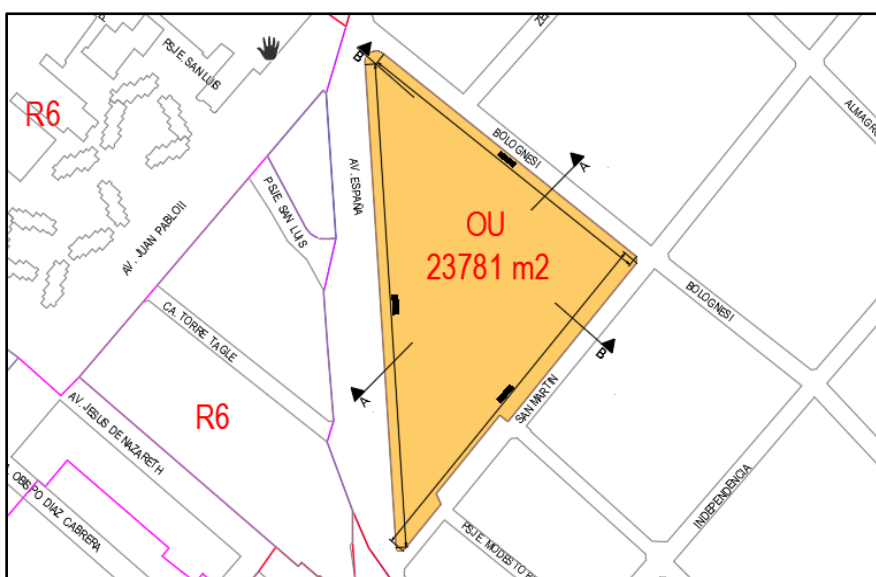 PSJE SAN LUIS
R6
AV. JUAN PABLO II
PSJE SAN LUIS
AV. ESPAÑA
BOLOGNESI
ALMAGRO
B
A
OU
23781 m2
BOLOGNESI
CA. TORRE TAGLE
R6
AV. JESUS DE NAZARETH
OBISPO DIAZ CABRERA
A
B
SAN MARTIN
INDEPENDENCIA
PSJE. MODESTO